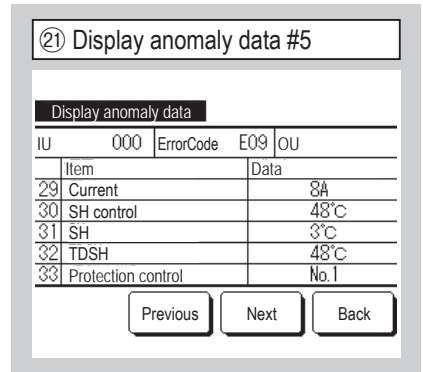 ㉑ Display anomaly data #5
Display anomaly data
IU 000 ErrorCode E09 OU
Item Data
29 Current 8A
30 SH control 48°C
31 SH 3°C
32 TDSH 48°C
33 Protection control No.1
Previous Next Back